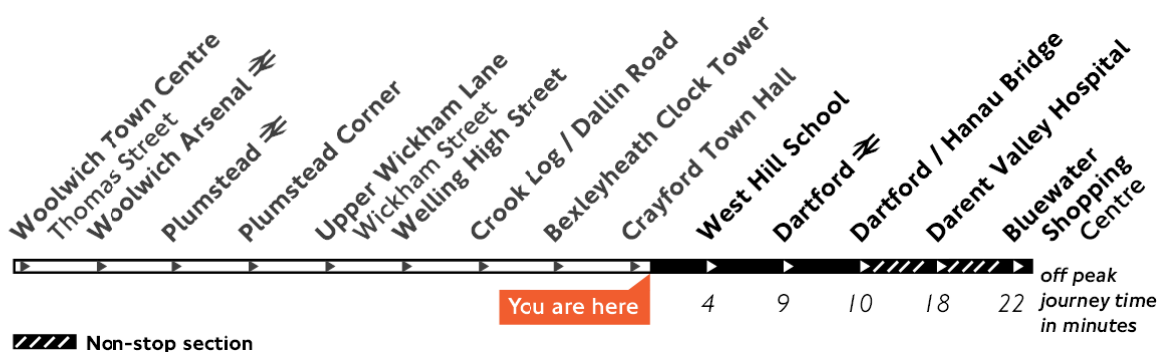 Woolwich Town Centre
Thomas Street
Woolwich Arsenal
Plumstead
Plumstead Corner
Upper Wickham Lane
Wickham Street
Welling High Street
Crook Log / Dallin Road
Bexleyheath Clock Tower
Crayford Town Hall
West Hill School
Dartford
Dartford / Hanau Bridge
Darent Valley Hospital
Bluewater
Shopping
Centre
You are here
4 9 10 18 22
off peak
journey time
in minutes
Non-stop section